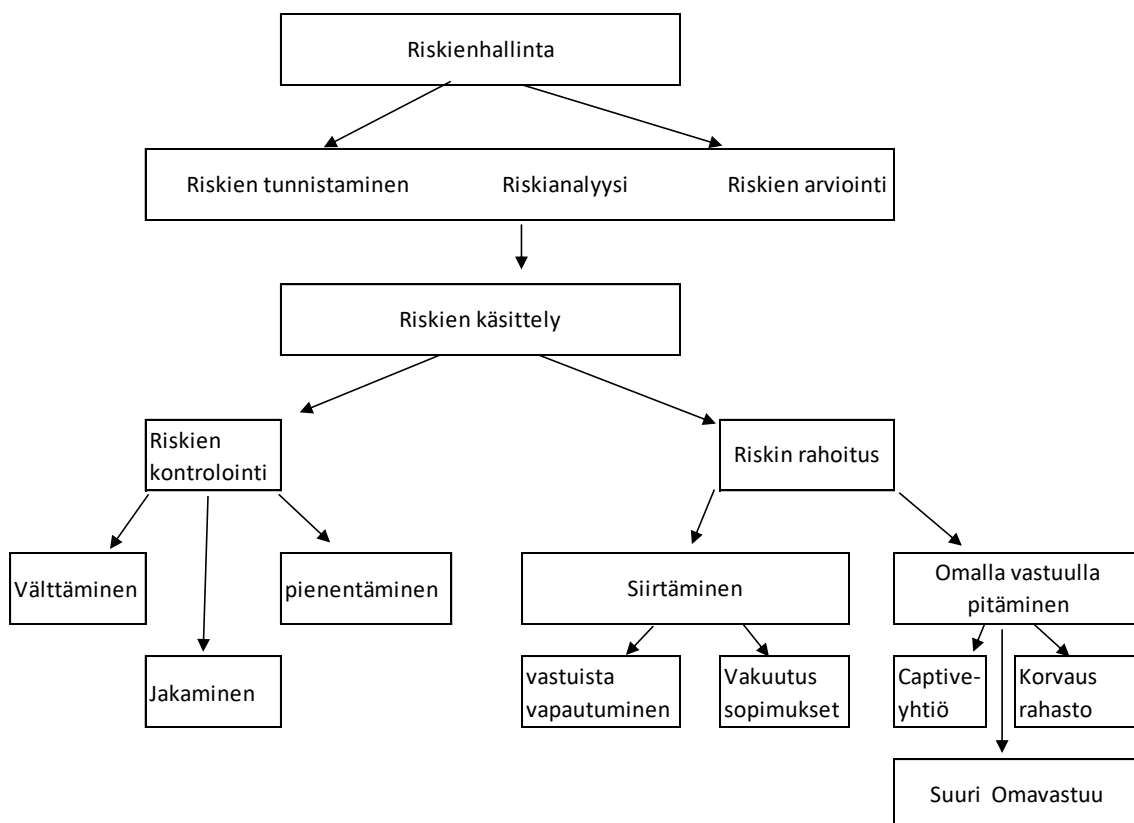 Riskienhallinta
Riskien tunnistaminen Riskianalyysi Riskien arviointi
Riskien käsittely
Riskien
kontrolointi
Riskin rahoitus
Välttäminen
pienentäminen
Jakaminen
Siirtäminen
Omalla vastuulla
pitäminen
vastuista
vapautuminen
Vakuutus
sopimukset
Captive-
yhtiö
Korvaus
rahasto
Suuri Omavastuu